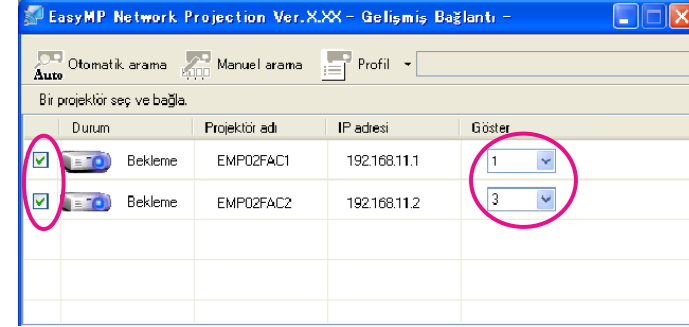 EasyMP Network Projection Ver.X.XX - Gelişmiş Bağlantı -
Auto Otomatik arama Manuel arama Profil
Bir projektör seç ve bağla.
Durum Projektör adı IP adresi Göster
Bekleme EMP02FAC1 192.168.11.1 1
Bekleme EMP02FAC2 192.168.11.2 3